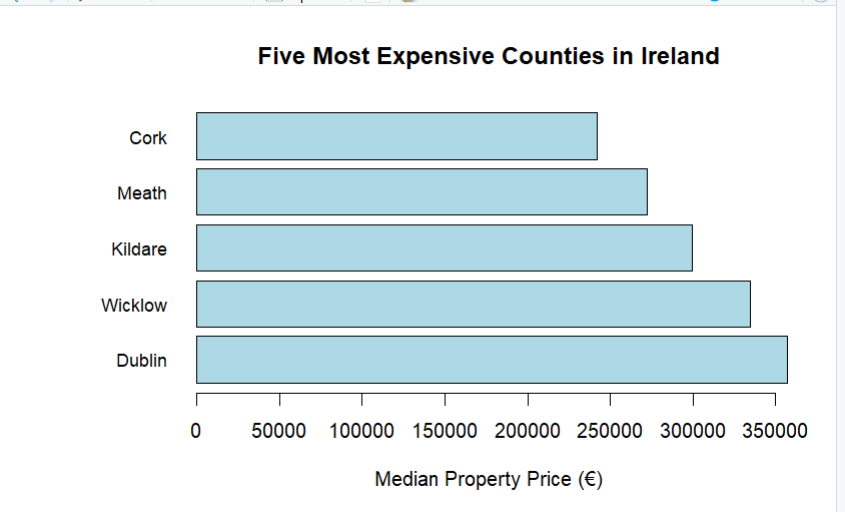 Five Most Expensive Counties in Ireland
Cork
Meath
Kildare
Wicklow
Dublin
0 50000 100000 150000 200000 250000 300000 350000
Median Property Price (€)